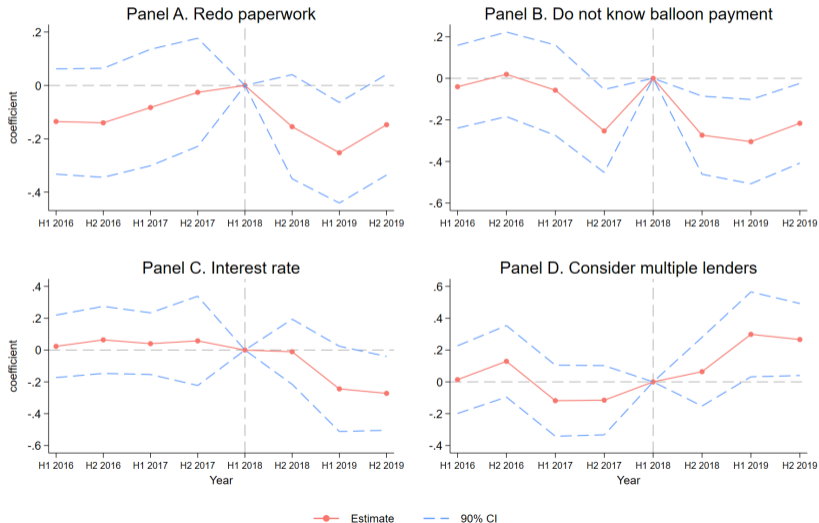 Panel A. Redo paperwork
coefficient
.2
0
-.2
-.4
H1 2016 H2 2016 H1 2017 H2 2017 H1 2018 H2 2018 H1 2019 H2 2019
Panel B. Do not know balloon payment
.2
0
-.2
-.4
-.6
H1 2016 H2 2016 H1 2017 H2 2017 H1 2018 H2 2018 H1 2019 H2 2019
Panel C. Interest rate
coefficient
.4
.2
0
-.2
-.4
-.6
H1 2016 H2 2016 H1 2017 H2 2017 H1 2018 H2 2018 H1 2019 H2 2019
Year
Panel D. Consider multiple lenders
.6
.4
.2
0
-.2
-.4
H1 2016 H2 2016 H1 2017 H2 2017 H1 2018 H2 2018 H1 2019 H2 2019
Year
Estimate 90% CI